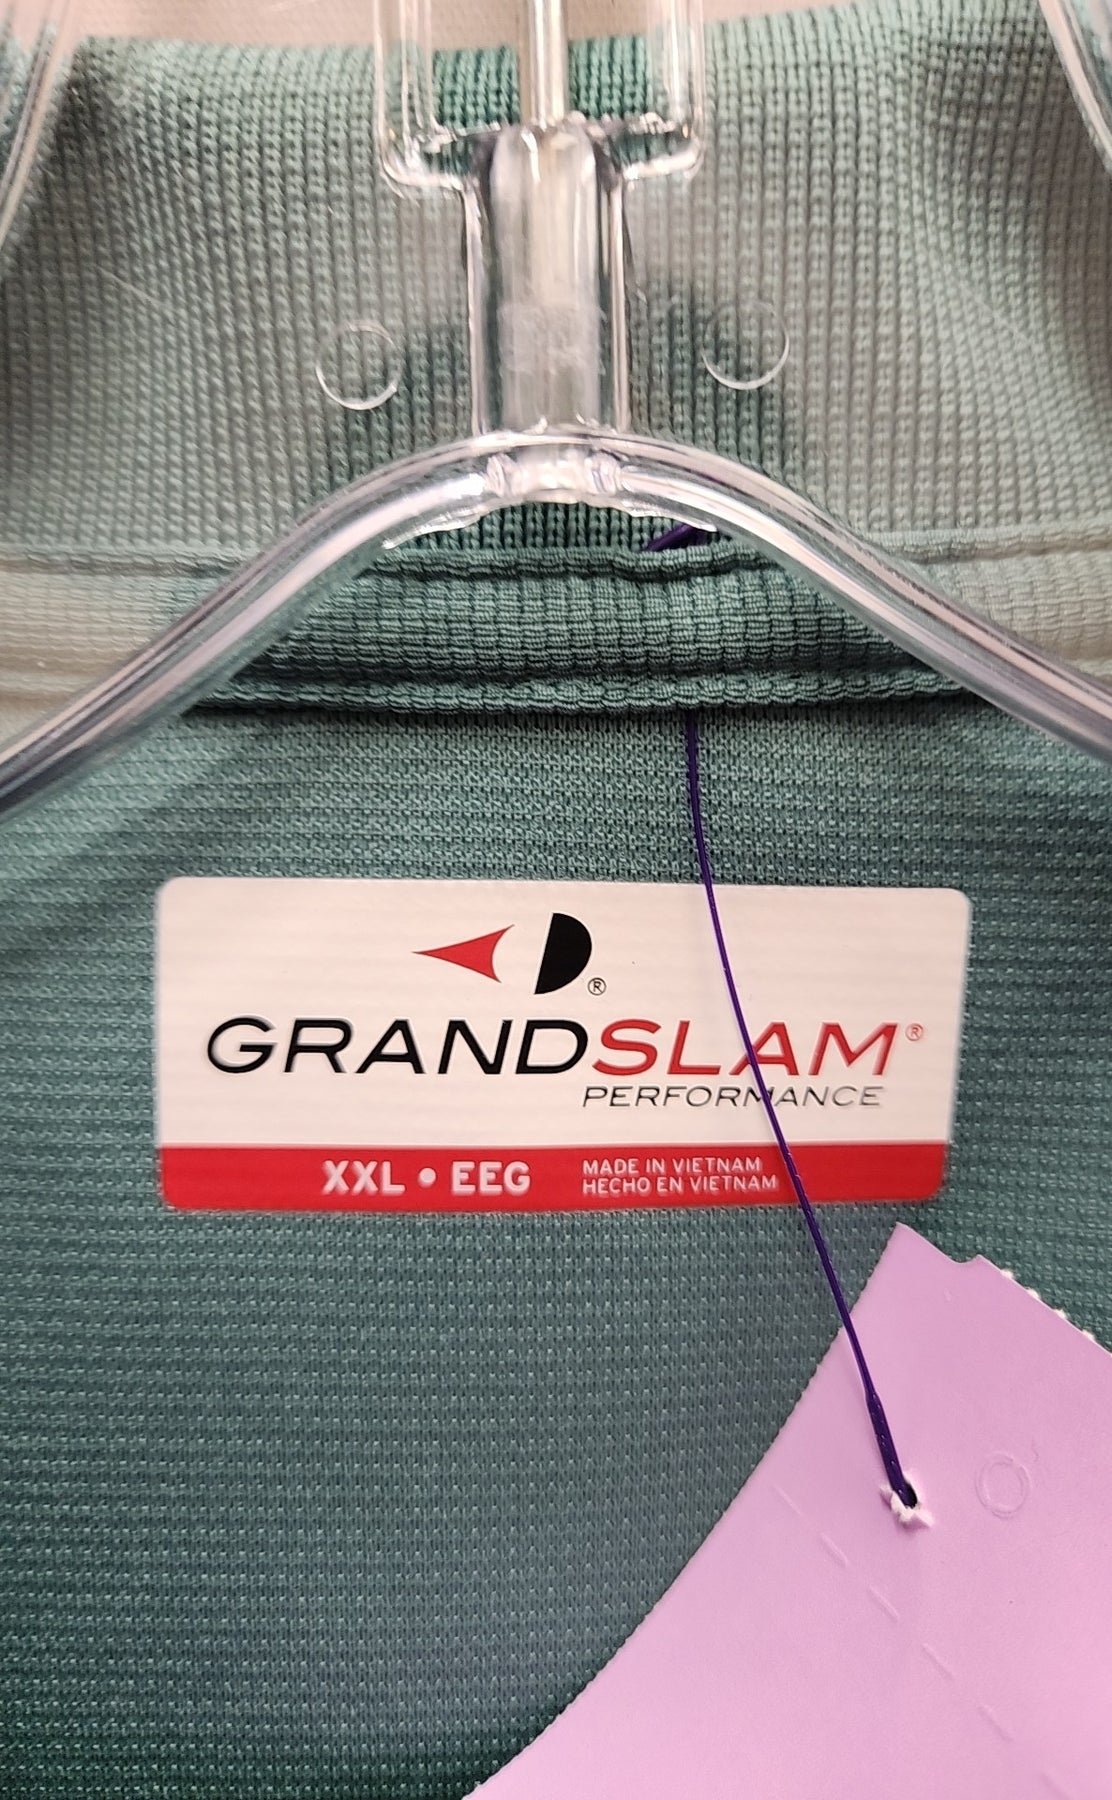 ®
GRANDSLAM®
PERFORMANCE
XXL • EEG
MADE IN VIETNAM
HECHO EN VIETNAM